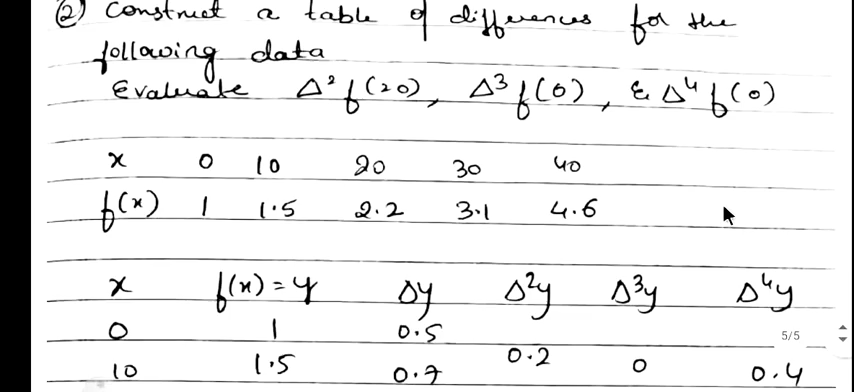 ② Construct a table of differences for the
following data
Evaluate Δ²f(20), Δ³f(0), & Δ⁴f(0)
x 0 10 20 30 40
f(x) 1 1.5 2.2 3.1 4.6
x f(x)=y Δy Δ²y Δ³y Δ⁴y
0 1 0.5
5/5
10 1.5 0.7 0.2 0 0.4